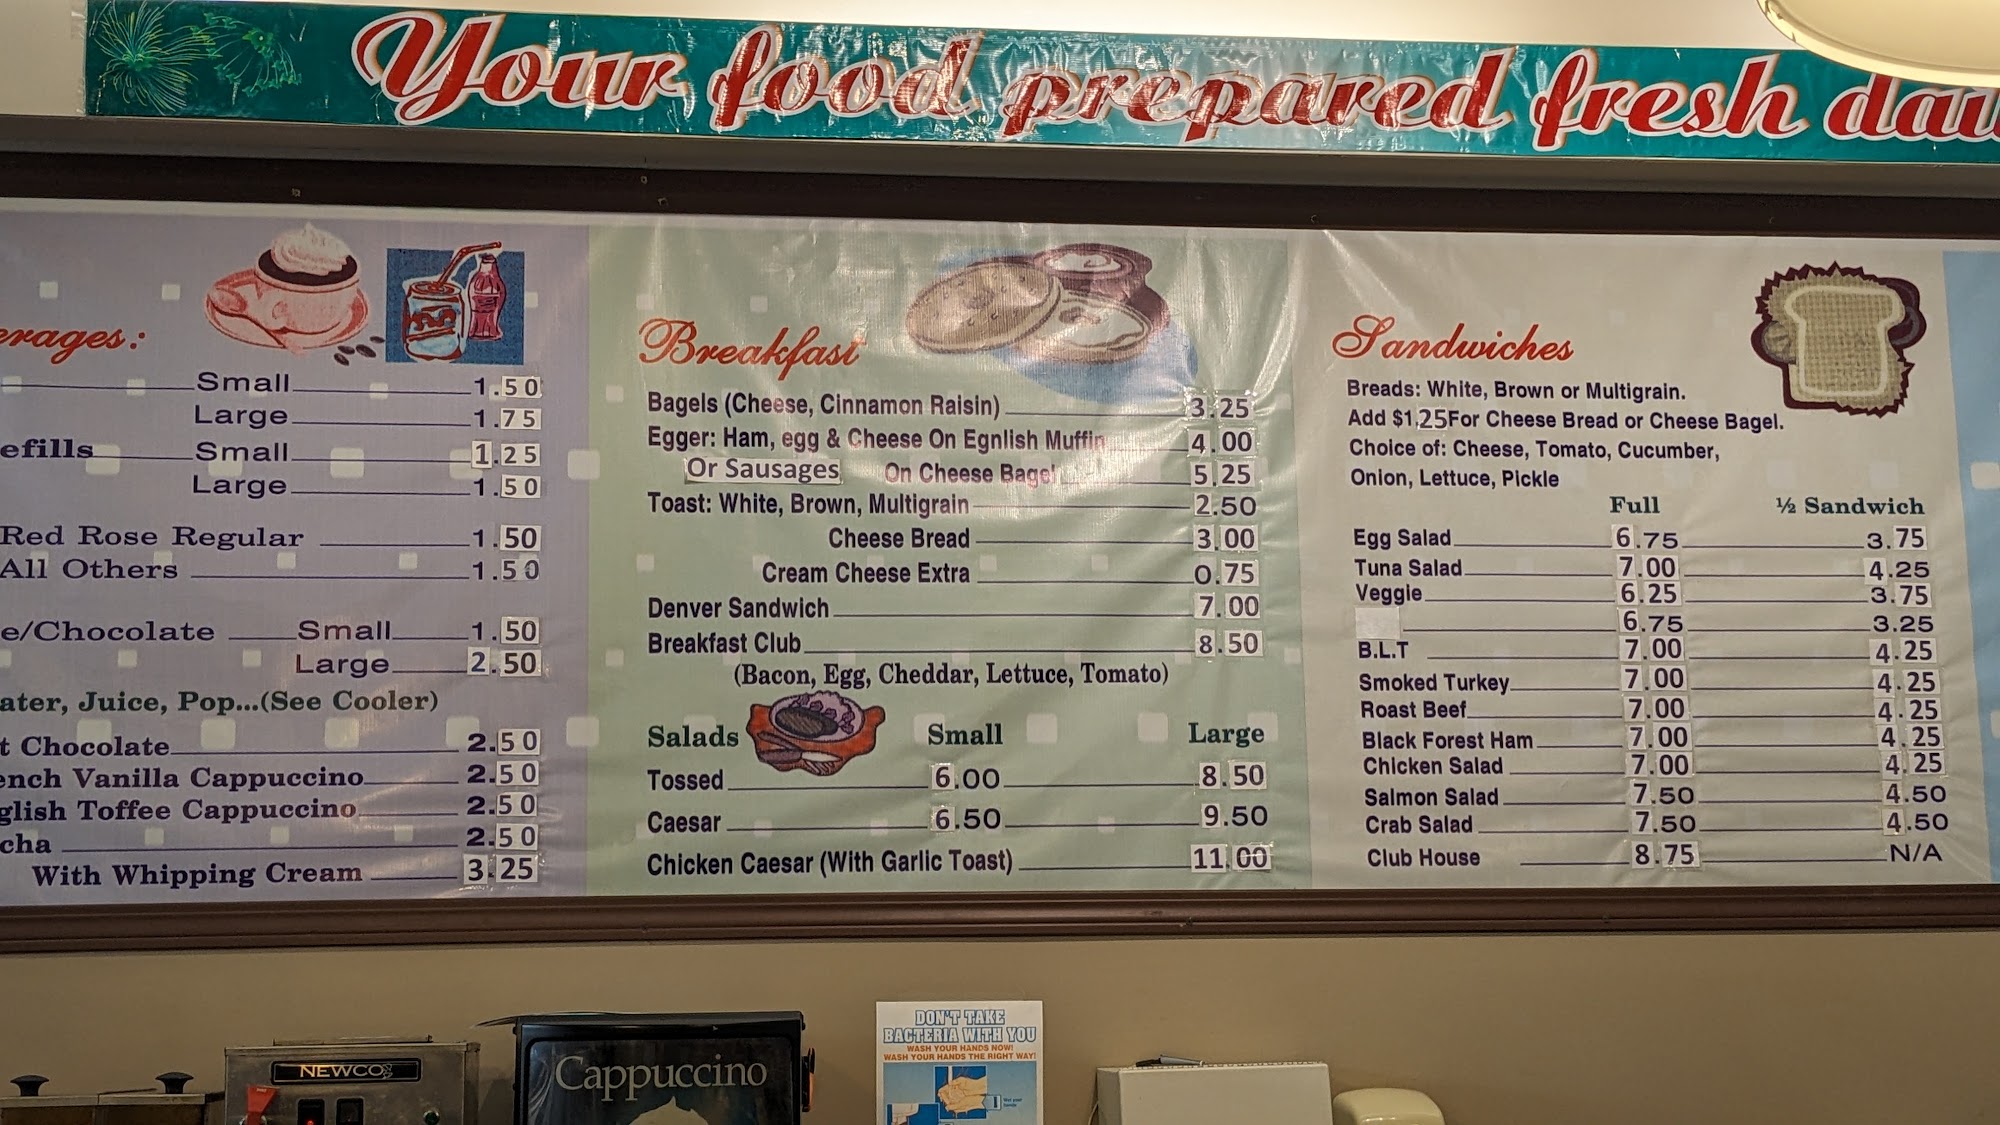 Your food prepared fresh
Small 1.50
Large 1.75
Small 1.25
Large 1.50
Red Rose Regular 1.50
All Others 1.50
e/Chocolate Small 1.50
Large 2.50
ater, Juice, Pop...(See Cooler)
t Chocolate 2.50
ench Vanilla Cappuccino 2.50
glish Toffee Cappuccino 2.50
cha 2.50
With Whipping Cream 3.25
Breakfast
Bagels (Cheese, Cinnamon Raisin) 3.25
Egger: Ham, egg & Cheese On Egnlish Muffin 4.00
Or Sausages On Cheese Bagel 5.25
Toast: White, Brown, Multigrain 2.50
Cheese Bread 3.00
Cream Cheese Extra 0.75
Denver Sandwich 7.00
Breakfast Club 8.50
(Bacon, Egg, Cheddar, Lettuce, Tomato)
Salads Small Large
Tossed 6.00 8.50
Caesar 6.50 9.50
Chicken Caesar (With Garlic Toast) 11.00
Sandwiches
Breads: White, Brown or Multigrain.
Add $1.25 For Cheese Bread or Cheese Bagel.
Choice of: Cheese, Tomato, Cucumber,
Onion, Lettuce, Pickle
Full ½ Sandwich
Egg Salad 6.75 3.75
Tuna Salad 7.00 4.25
Veggie 6.25 3.75
6.75 3.25
B.L.T 7.00 4.25
Smoked Turkey 7.00 4.25
Roast Beef 7.00 4.25
Black Forest Ham 7.00 4.25
Chicken Salad 7.00 4.25
Salmon Salad 7.50 4.50
Crab Salad 7.50 4.50
Club House 8.75 N/A
NEWCO
Cappuccino
DON'T TAKE
BACTERIA WITH YOU
WASH YOUR HANDS NOW!
WASH YOUR HANDS THE RIGHT WAY!